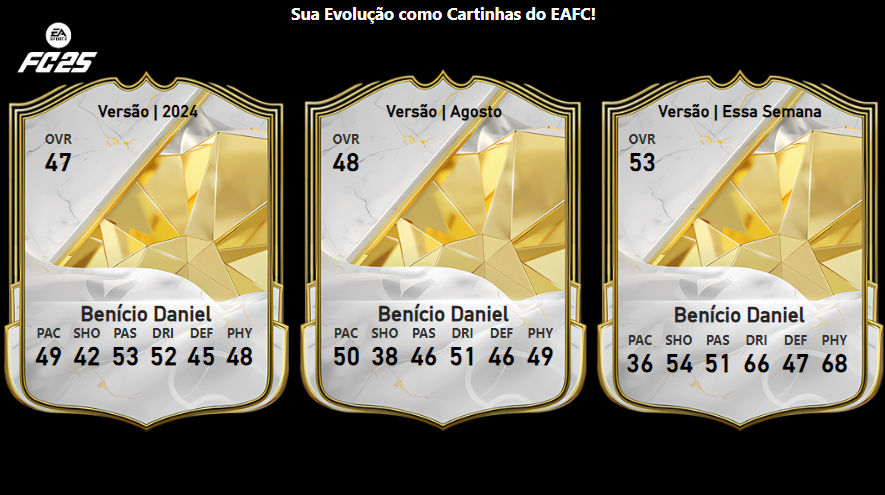 Sua Evolução como Cartinhas do EAFC!
EA
SPORTS
FC25
Versão | 2024
OVR
47
Benício Daniel
PAC SHO PAS DRI DEF PHY
49 42 53 52 45 48
Versão | Agosto
OVR
48
Benício Daniel
PAC SHO PAS DRI DEF PHY
50 38 46 51 46 49
Versão | Essa Semana
OVR
53
Benício Daniel
PAC SHO PAS DRI DEF PHY
36 54 51 66 47 68